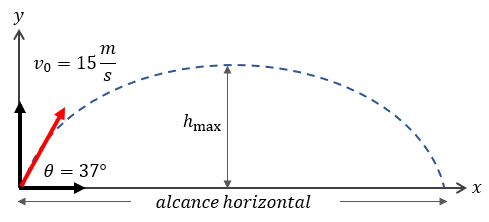 y
v₀ = 15 m/s
h_max
θ = 37°
x
alcance horizontal